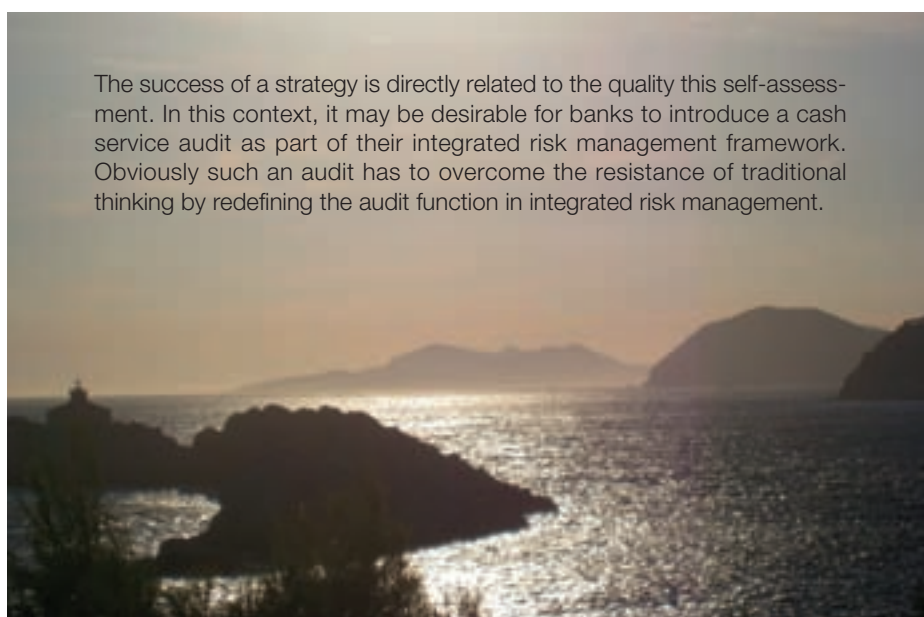 The success of a strategy is directly related to the quality this self-assess-
ment. In this context, it may be desirable for banks to introduce a cash
service audit as part of their integrated risk management framework.
Obviously such an audit has to overcome the resistance of traditional
thinking by redefining the audit function in integrated risk management.